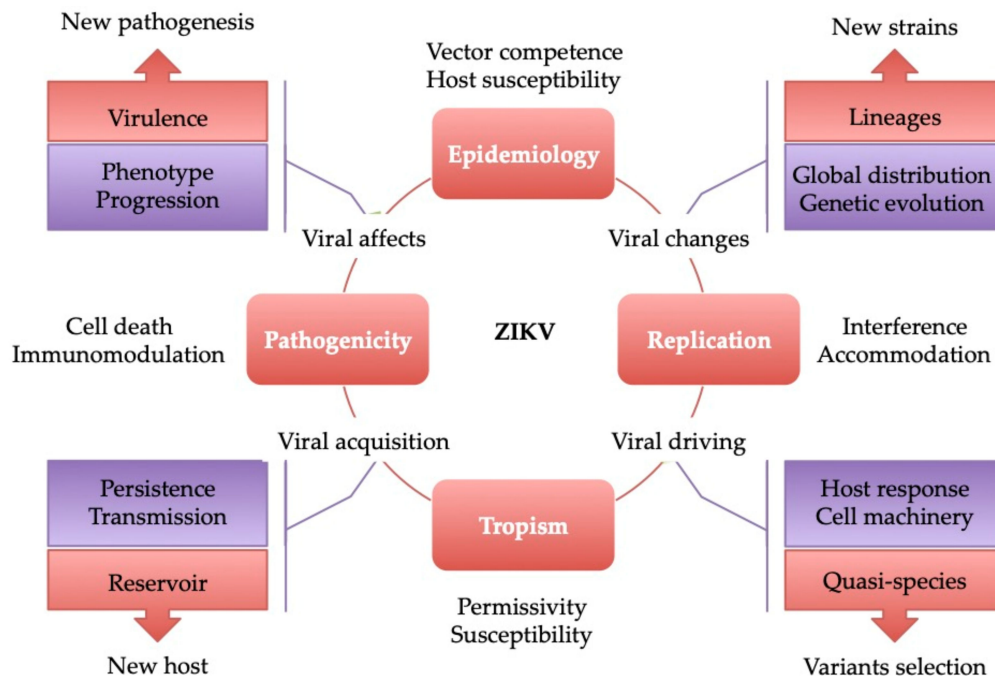 New pathogenesis
Virulence
Phenotype
Progression
Vector competence
Host susceptibility
Epidemiology
New strains
Lineages
Global distribution
Genetic evolution
Viral affects
Viral changes
Cell death
Immunomodulation
Pathogenicity
ZIKV
Replication
Interference
Accommodation
Viral acquisition
Viral driving
Persistence
Transmission
Reservoir
New host
Tropism
Permissivity
Susceptibility
Host response
Cell machinery
Quasi-species
Variants selection